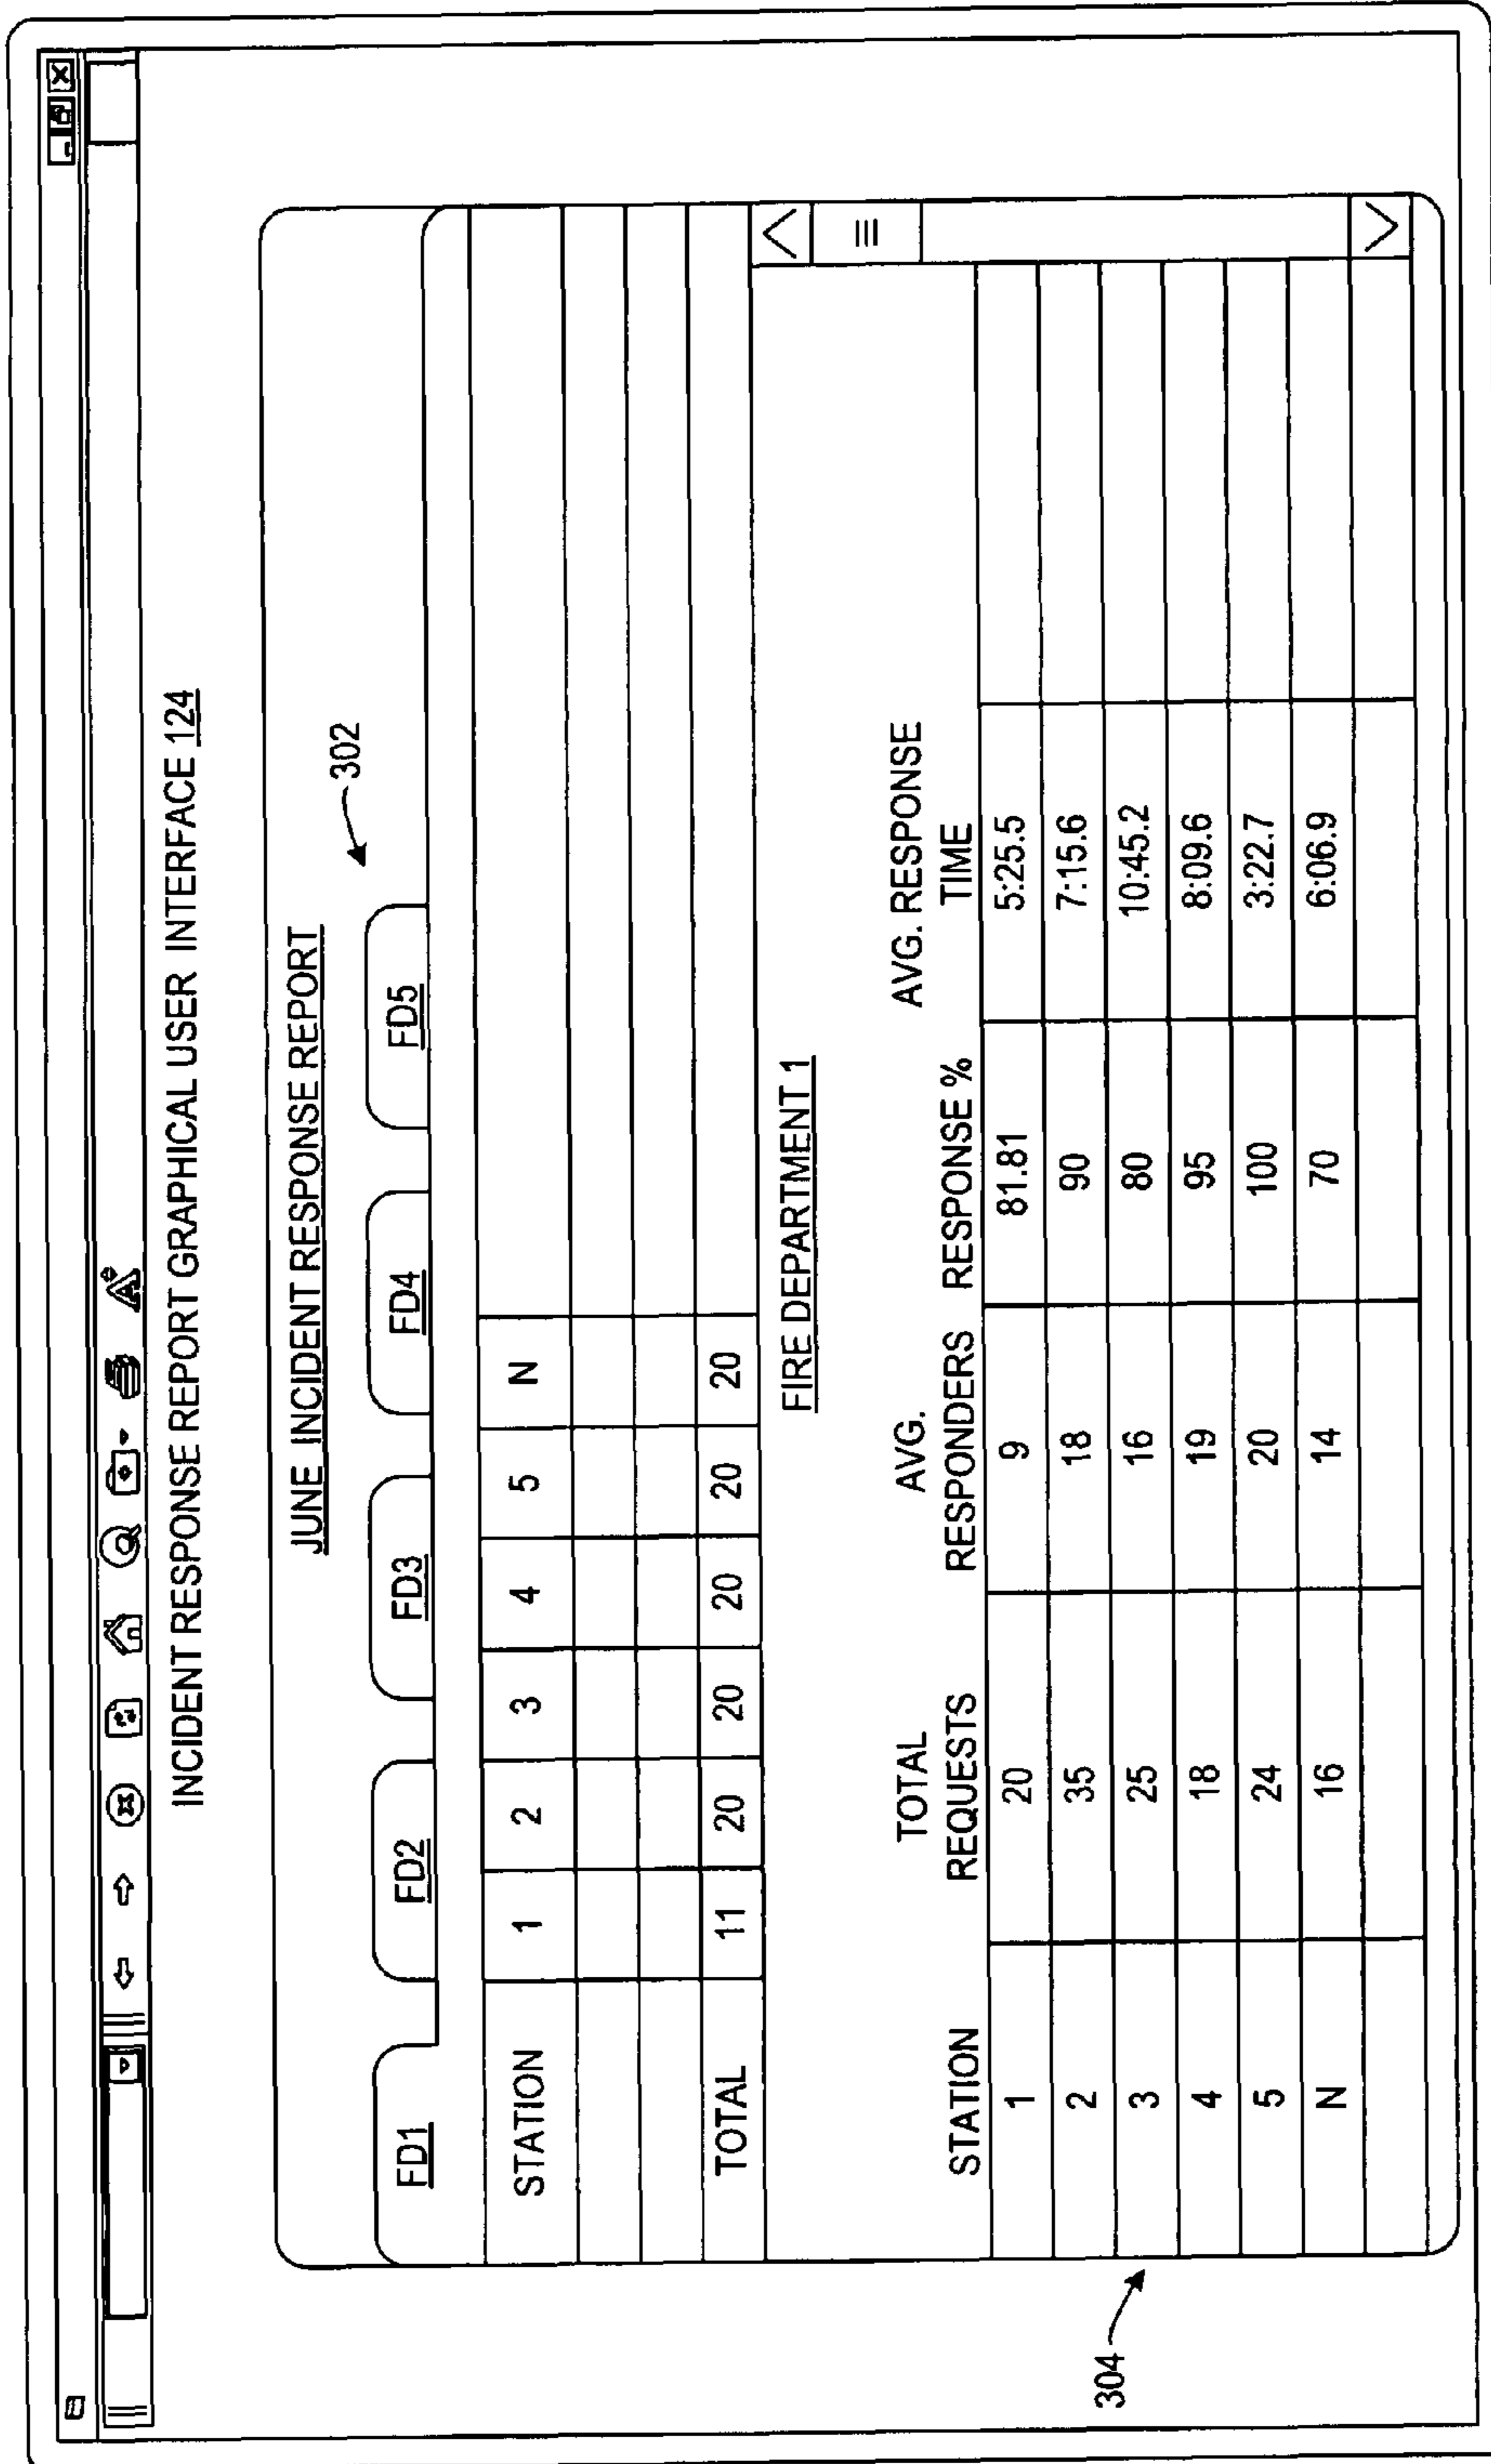 INCIDENT RESPONSE REPORT GRAPHICAL USER INTERFACE 124
JUNE INCIDENT RESPONSE REPORT
302
FD1 FD2 FD3 FD4 FD5
STATION 1 2 3 4 5 N
TOTAL 11 20 20 20 20 20
FIRE DEPARTMENT 1
TOTAL AVG. AVG. RESPONSE
STATION REQUESTS RESPONDERS RESPONSE % TIME
1 20 9 81.81 5:25.5
2 35 18 90 7:15.6
3 25 16 80 10:45.2
4 18 19 95 8:09.6
5 24 20 100 3:22.7
N 16 14 70 6:06.9
304